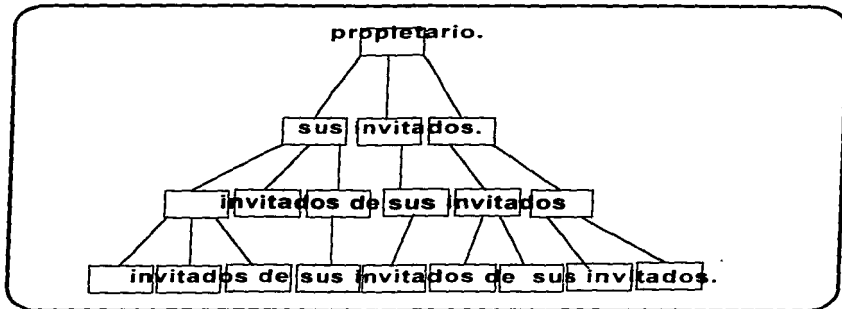 propietario.
sus invitados.
invitados de sus invitados
invitados de sus invitados de sus invitados.